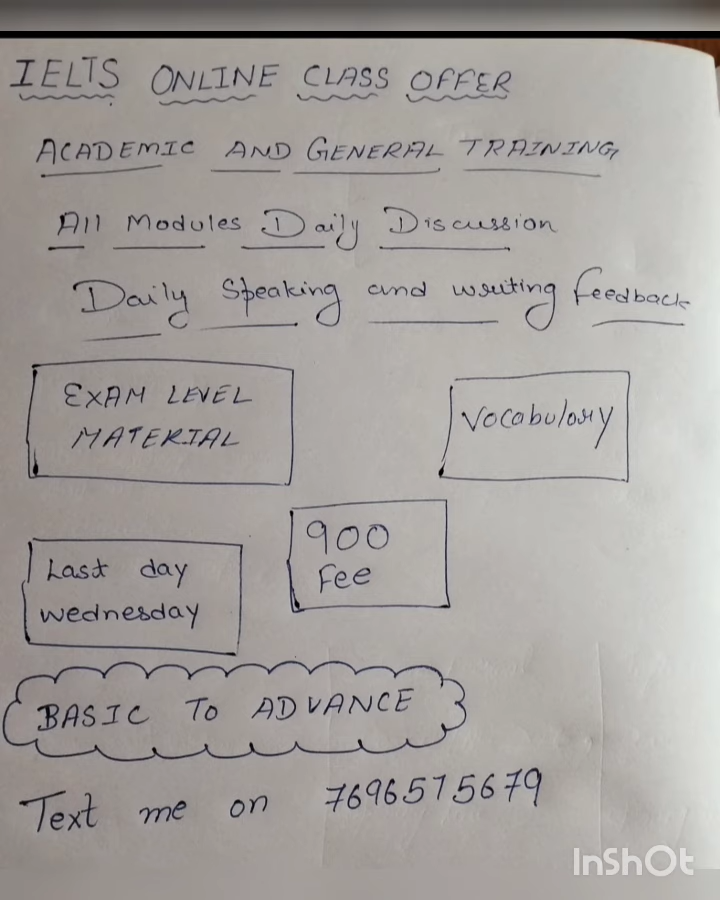 IELTS ONLINE CLASS OFFER
ACADEMIC AND GENERAL TRAINING
All Modules Daily Discussion
Daily Speaking and writing feedback
EXAM LEVEL
MATERIAL
Vocabulary
900
Fee
Last day
wednesday
BASIC TO ADVANCE
Text me on 7696515679
InShOt